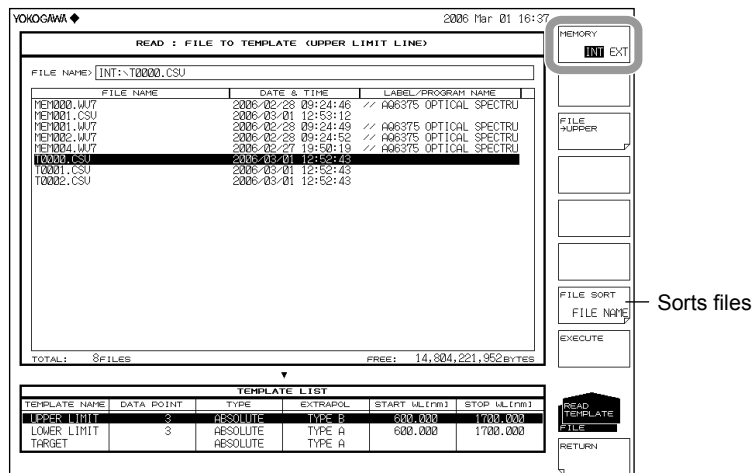 YOKOGAWA ◆ 2006 Mar 01 16:37
READ : FILE TO TEMPLATE (UPPER LIMIT LINE)
FILE NAME> INT:\T0000.CSV
FILE NAME DATE & TIME LABEL/PROGRAM NAME
MEM000.WV7 2006/02/28 09:24:46 // AQ6375 OPTICAL SPECTRU
MEM001.CSV 2006/03/01 12:53:12
MEM001.WV7 2006/02/28 09:24:49 // AQ6375 OPTICAL SPECTRU
MEM002.WV7 2006/02/28 09:24:52 // AQ6375 OPTICAL SPECTRU
MEM004.WV7 2006/02/27 19:50:19 // AQ6375 OPTICAL SPECTRU
T0000.CSV 2006/03/01 12:52:43
T0001.CSV 2006/03/01 12:52:43
T0002.CSV 2006/03/01 12:52:43
TOTAL: 8FILES FREE: 14,804,221,952BYTES
▼
TEMPLATE LIST
TEMPLATE NAME DATA POINT TYPE EXTRAPOL START WL[nm] STOP WL[nm]
UPPER LIMIT 3 ABSOLUTE TYPE B 600.000 1700.000
LOWER LIMIT 3 ABSOLUTE TYPE A 600.000 1700.000
TARGET ABSOLUTE TYPE A
MEMORY
INT EXT
FILE
→UPPER
FILE SORT
FILE NAME
Sorts files
EXECUTE
READ
TEMPLATE
FILE
RETURN